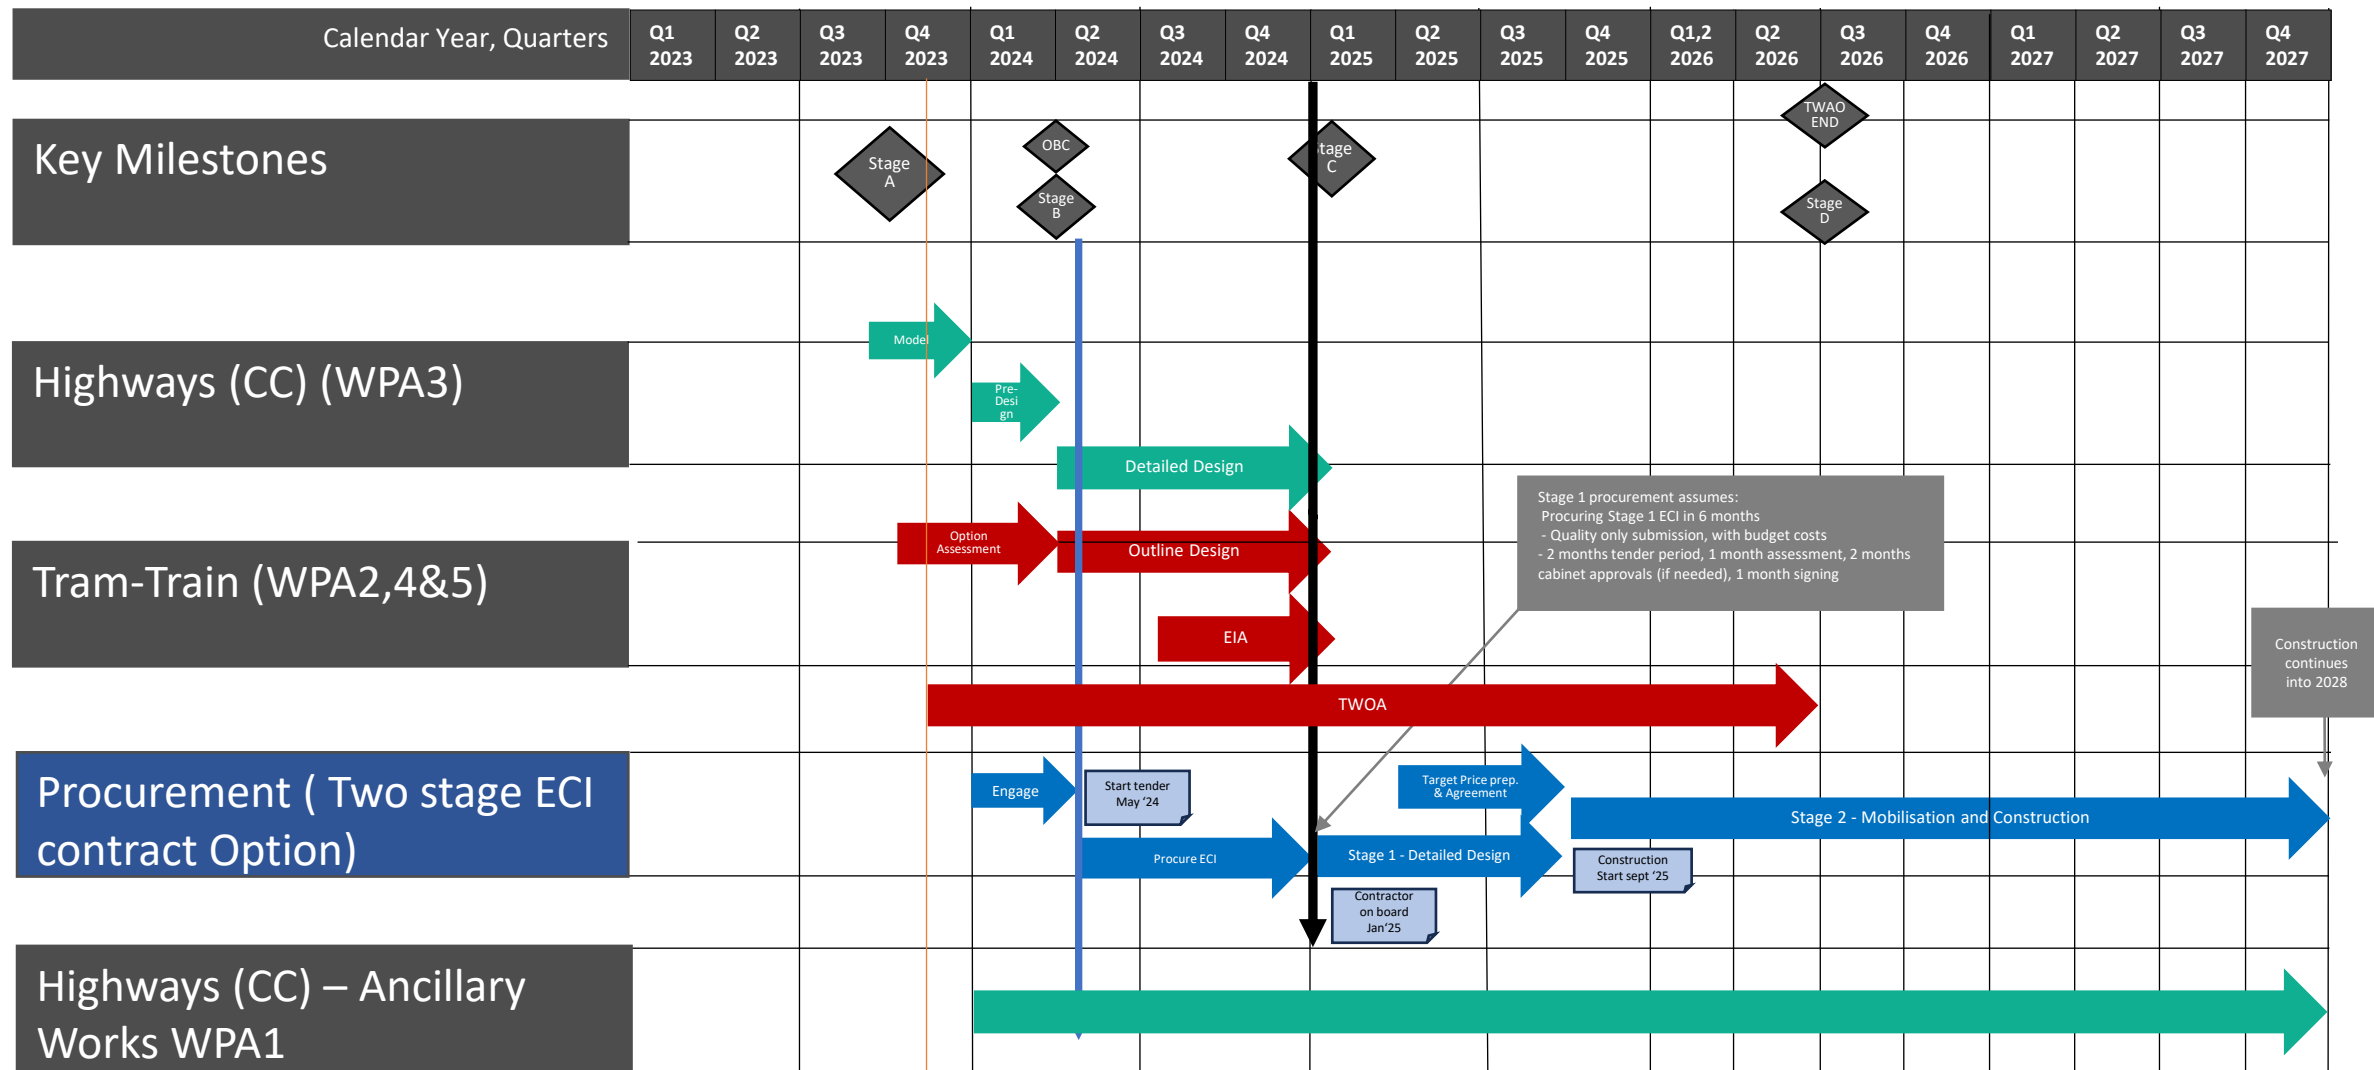 Calendar Year, Quarters
Q1
2023
Q2
2023
Q3
2023
Q4
2023
Q1
2024
Q2
2024
Q3
2024
Q4
2024
Q1
2025
Q2
2025
Q3
2025
Q4
2025
Q1,2
2026
Q2
2026
Q3
2026
Q4
2026
Q1
2027
Q2
2027
Q3
2027
Q4
2027
Key Milestones
Stage
A
OBC
Stage
B
Stage
C
TWAO
END
Stage
D
Highways (CC) (WPA3)
Model
Pre-
Desi
gn
Detailed Design
Tram-Train (WPA2,4&5)
Option
Assessment
Outline Design
EIA
TWOA
Stage 1 procurement assumes:
Procuring Stage 1 ECI in 6 months
- Quality only submission, with budget costs
- 2 months tender period, 1 month assessment, 2 months
cabinet approvals (if needed), 1 month signing
Construction
continues
into 2028
Procurement ( Two stage ECI
contract Option)
Engage
Start tender
May ‘24
Procure ECI
Target Price prep.
& Agreement
Stage 1 - Detailed Design
Stage 2 - Mobilisation and Construction
Construction
Start sept ‘25
Contractor
on board
Jan‘25
Highways (CC) – Ancillary
Works WPA1